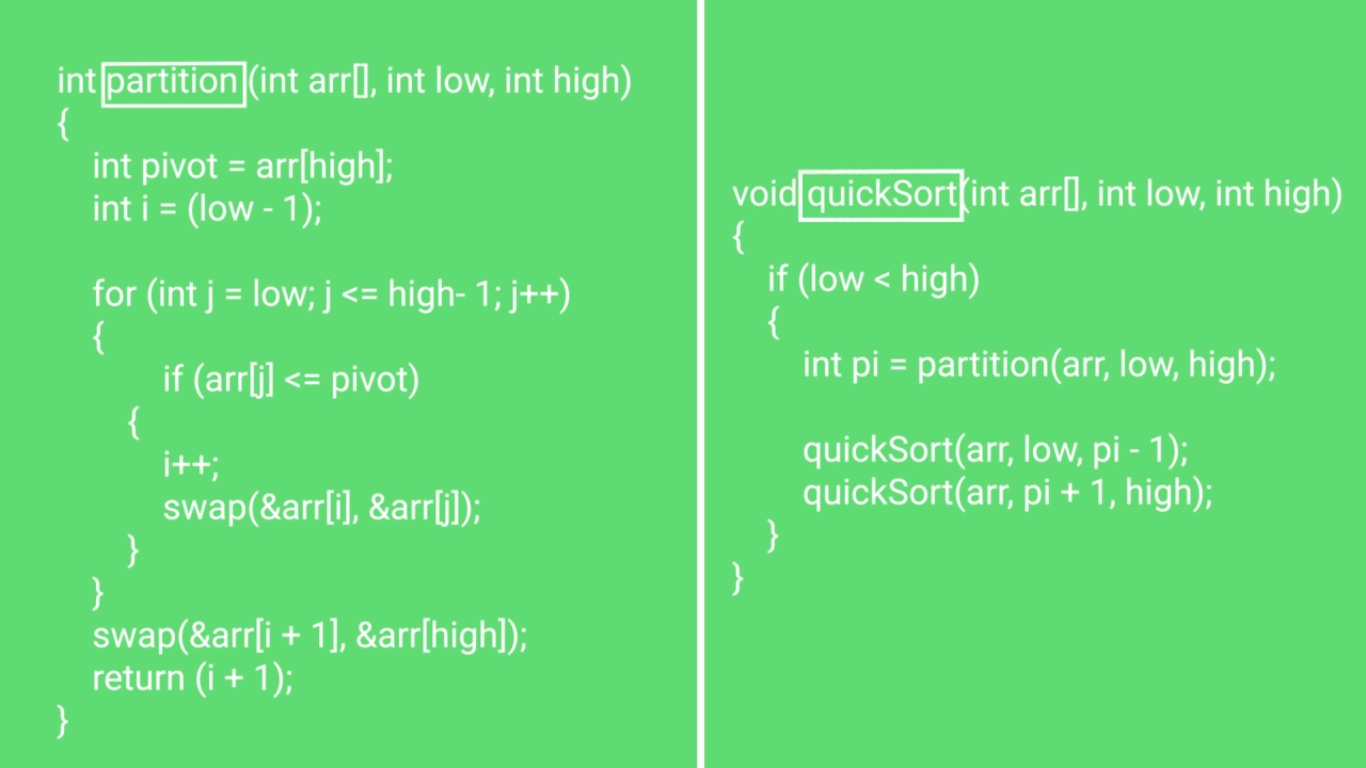 int partition (int arr[], int low, int high)
{
int pivot = arr[high];
int i = (low - 1);
for (int j = low; j <= high- 1; j++)
{
if (arr[j] <= pivot)
{
i++;
swap(&arr[i], &arr[j]);
}
}
swap(&arr[i + 1], &arr[high]);
return (i + 1);
}
void quickSort(int arr[], int low, int high)
{
if (low < high)
{
int pi = partition(arr, low, high);
quickSort(arr, low, pi - 1);
quickSort(arr, pi + 1, high);
}
}